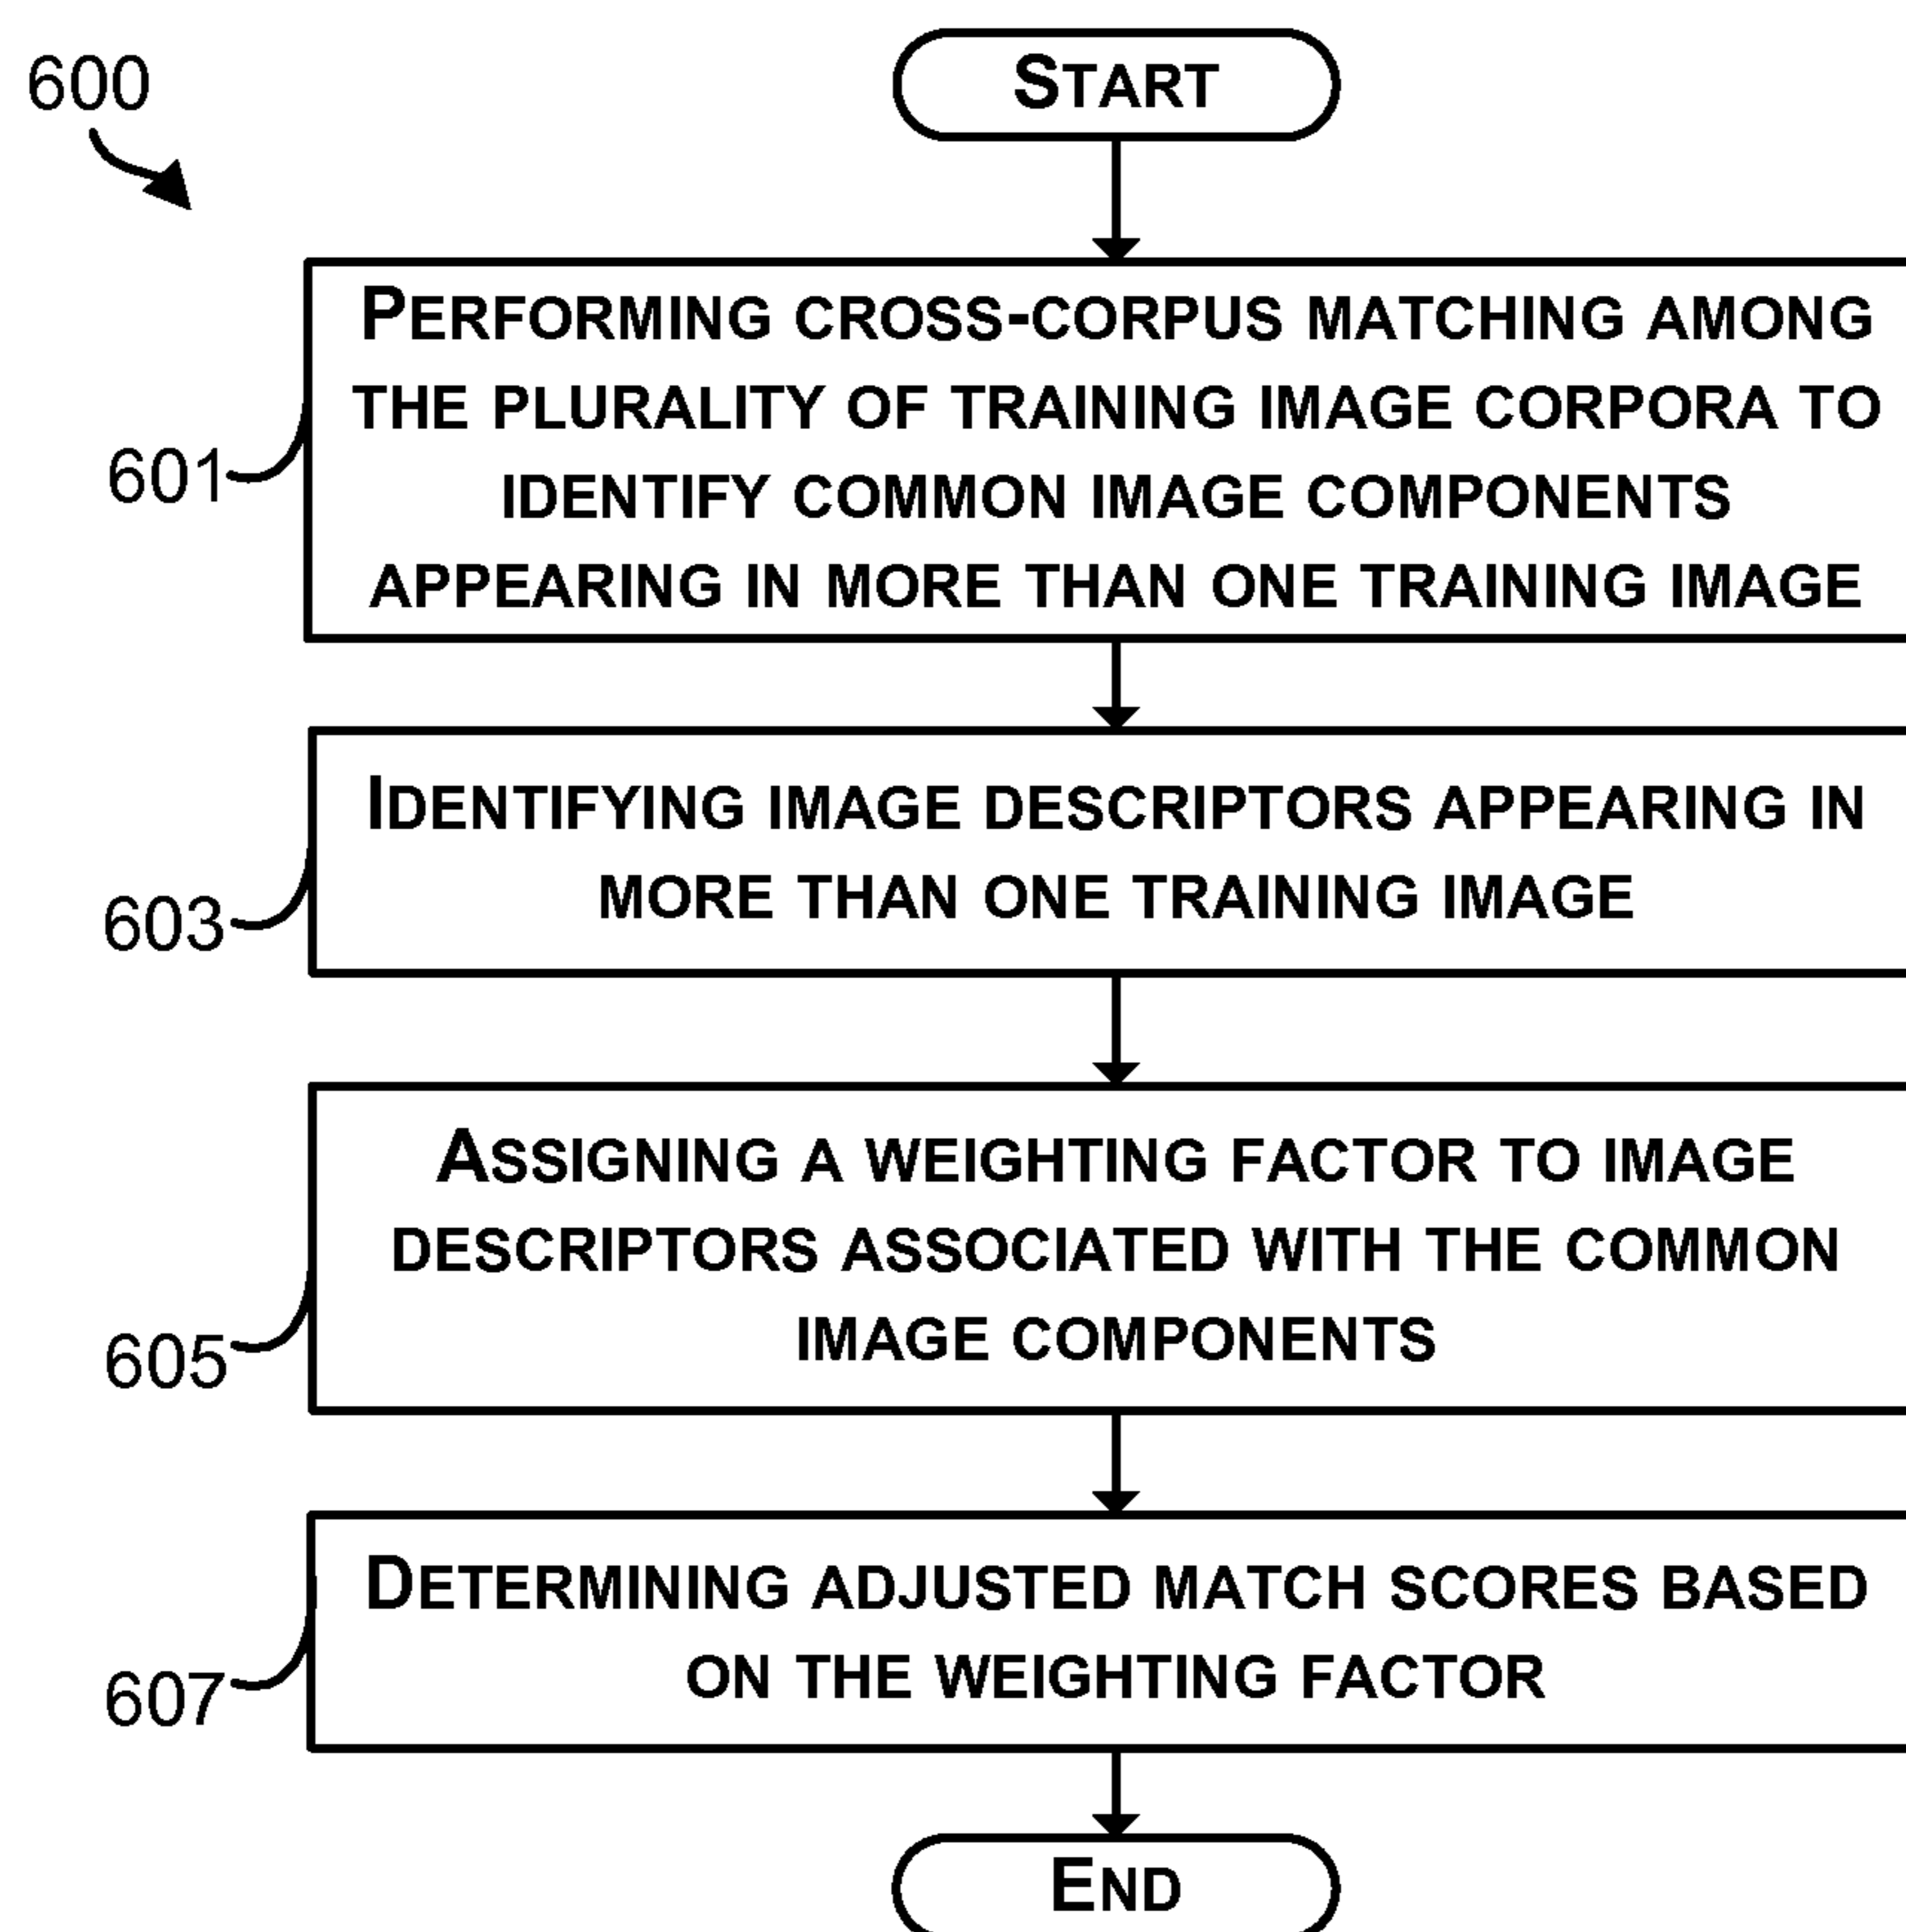 600
START
PERFORMING CROSS-CORPUS MATCHING AMONG
THE PLURALITY OF TRAINING IMAGE CORPORA TO
IDENTIFY COMMON IMAGE COMPONENTS
APPEARING IN MORE THAN ONE TRAINING IMAGE
601
IDENTIFYING IMAGE DESCRIPTORS APPEARING IN
MORE THAN ONE TRAINING IMAGE
603
ASSIGNING A WEIGHTING FACTOR TO IMAGE
DESCRIPTORS ASSOCIATED WITH THE COMMON
IMAGE COMPONENTS
605
DETERMINING ADJUSTED MATCH SCORES BASED
ON THE WEIGHTING FACTOR
607
END